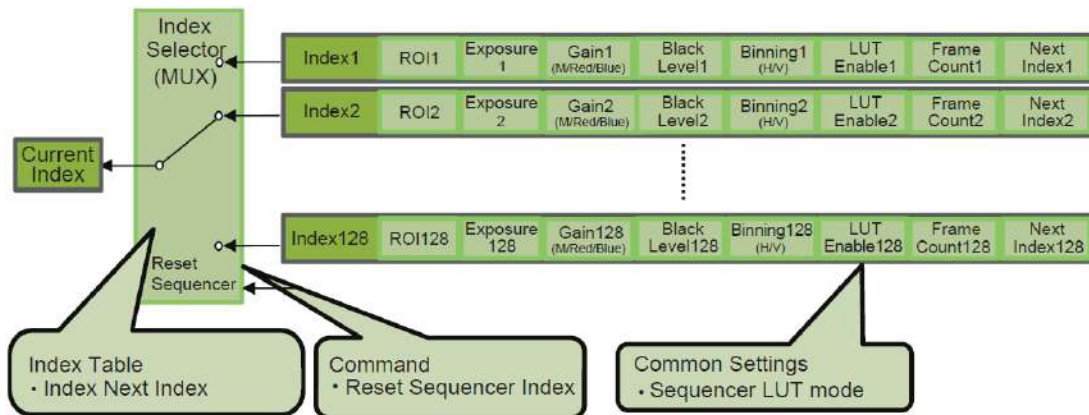 Index
Selector
(MUX)
Index1 ROI1 Exposure 1 Gain1 (M/Red/Blue) Black Level1 Binning1 (H/V) LUT Enable1 Frame Count1 Next Index1
Index2 ROI2 Exposure 2 Gain2 (M/Red/Blue) Black Level2 Binning2 (H/V) LUT Enable2 Frame Count2 Next Index2
Current
Index
Index128 ROI128 Exposure 128 Gain128 (M/Red/Blue) Black Level128 Binning128 (H/V) LUT Enable128 Frame Count128 Next Index128
Reset
Sequencer
Index Table
・Index Next Index
Command
・Reset Sequencer Index
Common Settings
・Sequencer LUT mode